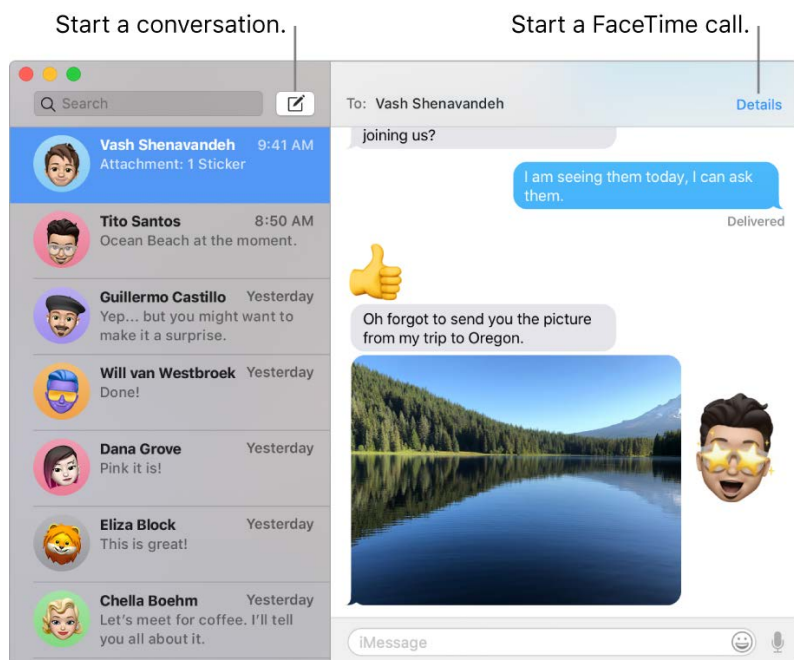 Start a conversation.
Start a FaceTime call.
Search
To: Vash Shenavandeh
Details
Vash Shenavandeh 9:41 AM
Attachment: 1 Sticker
Tito Santos 8:50 AM
Ocean Beach at the moment.
Guillermo Castillo Yesterday
Yep... but you might want to
make it a surprise.
Will van Westbroek Yesterday
Done!
Dana Grove Yesterday
Pink it is!
Eliza Block Yesterday
This is great!
Chella Boehm Yesterday
Let's meet for coffee. I'll tell
you all about it.
joining us?
I am seeing them today, I can ask
them.
Delivered
Oh forgot to send you the picture
from my trip to Oregon.
iMessage